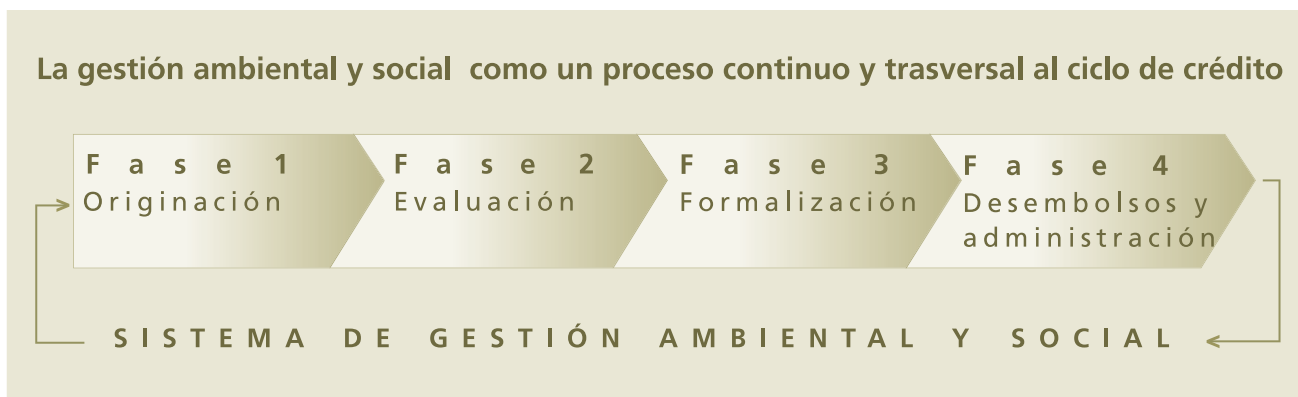 La gestión ambiental y social como un proceso continuo y trasversal al ciclo de crédito
Fase 1
Originación
Fase 2
Evaluación
Fase 3
Formalización
Fase 4
Desembolsos y
administración
SISTEMA DE GESTIÓN AMBIENTAL Y SOCIAL